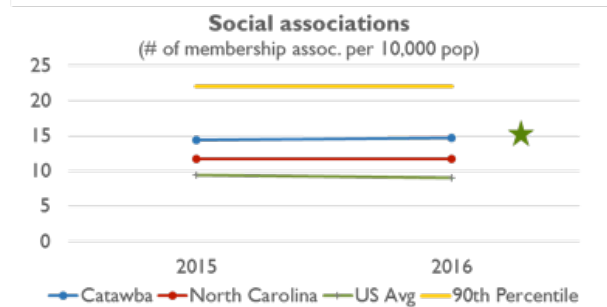 Social associations
(# of membership assoc. per 10,000 pop)
25
20
15
10
5
0
2015 2016
Catawba North Carolina US Avg 90th Percentile